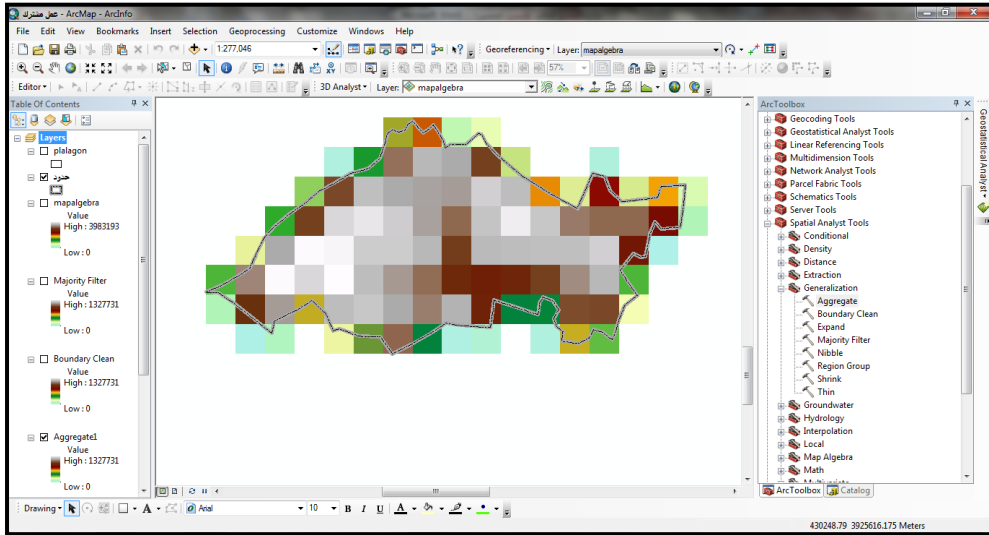 عمل مشترك - ArcMap - ArcInfo
File Edit View Bookmarks Insert Selection Geoprocessing Customize Windows Help
1:277,046 Georeferencing Layer: mapalgebra
57%
Editor 3D Analyst Layer: mapalgebra
Table Of Contents
Layers
plalagon
حدود
mapalgebra
Value
High : 3983193
Low : 0
Majority Filter
Value
High : 1327731
Low : 0
Boundary Clean
Value
High : 1327731
Low : 0
Aggregate1
Value
High : 1327731
Low : 0
ArcToolbox
Geocoding Tools
Geostatistical Analyst Tools
Linear Referencing Tools
Multidimension Tools
Network Analyst Tools
Parcel Fabric Tools
Schematics Tools
Server Tools
Spatial Analyst Tools
Conditional
Density
Distance
Extraction
Generalization
Aggregate
Boundary Clean
Expand
Majority Filter
Nibble
Region Group
Shrink
Thin
Groundwater
Hydrology
Interpolation
Local
Map Algebra
Math
ArcToolbox Catalog
Geostatistical Analyst
Drawing A Arial 10 B I U A
430248.79 3925616.175 Meters